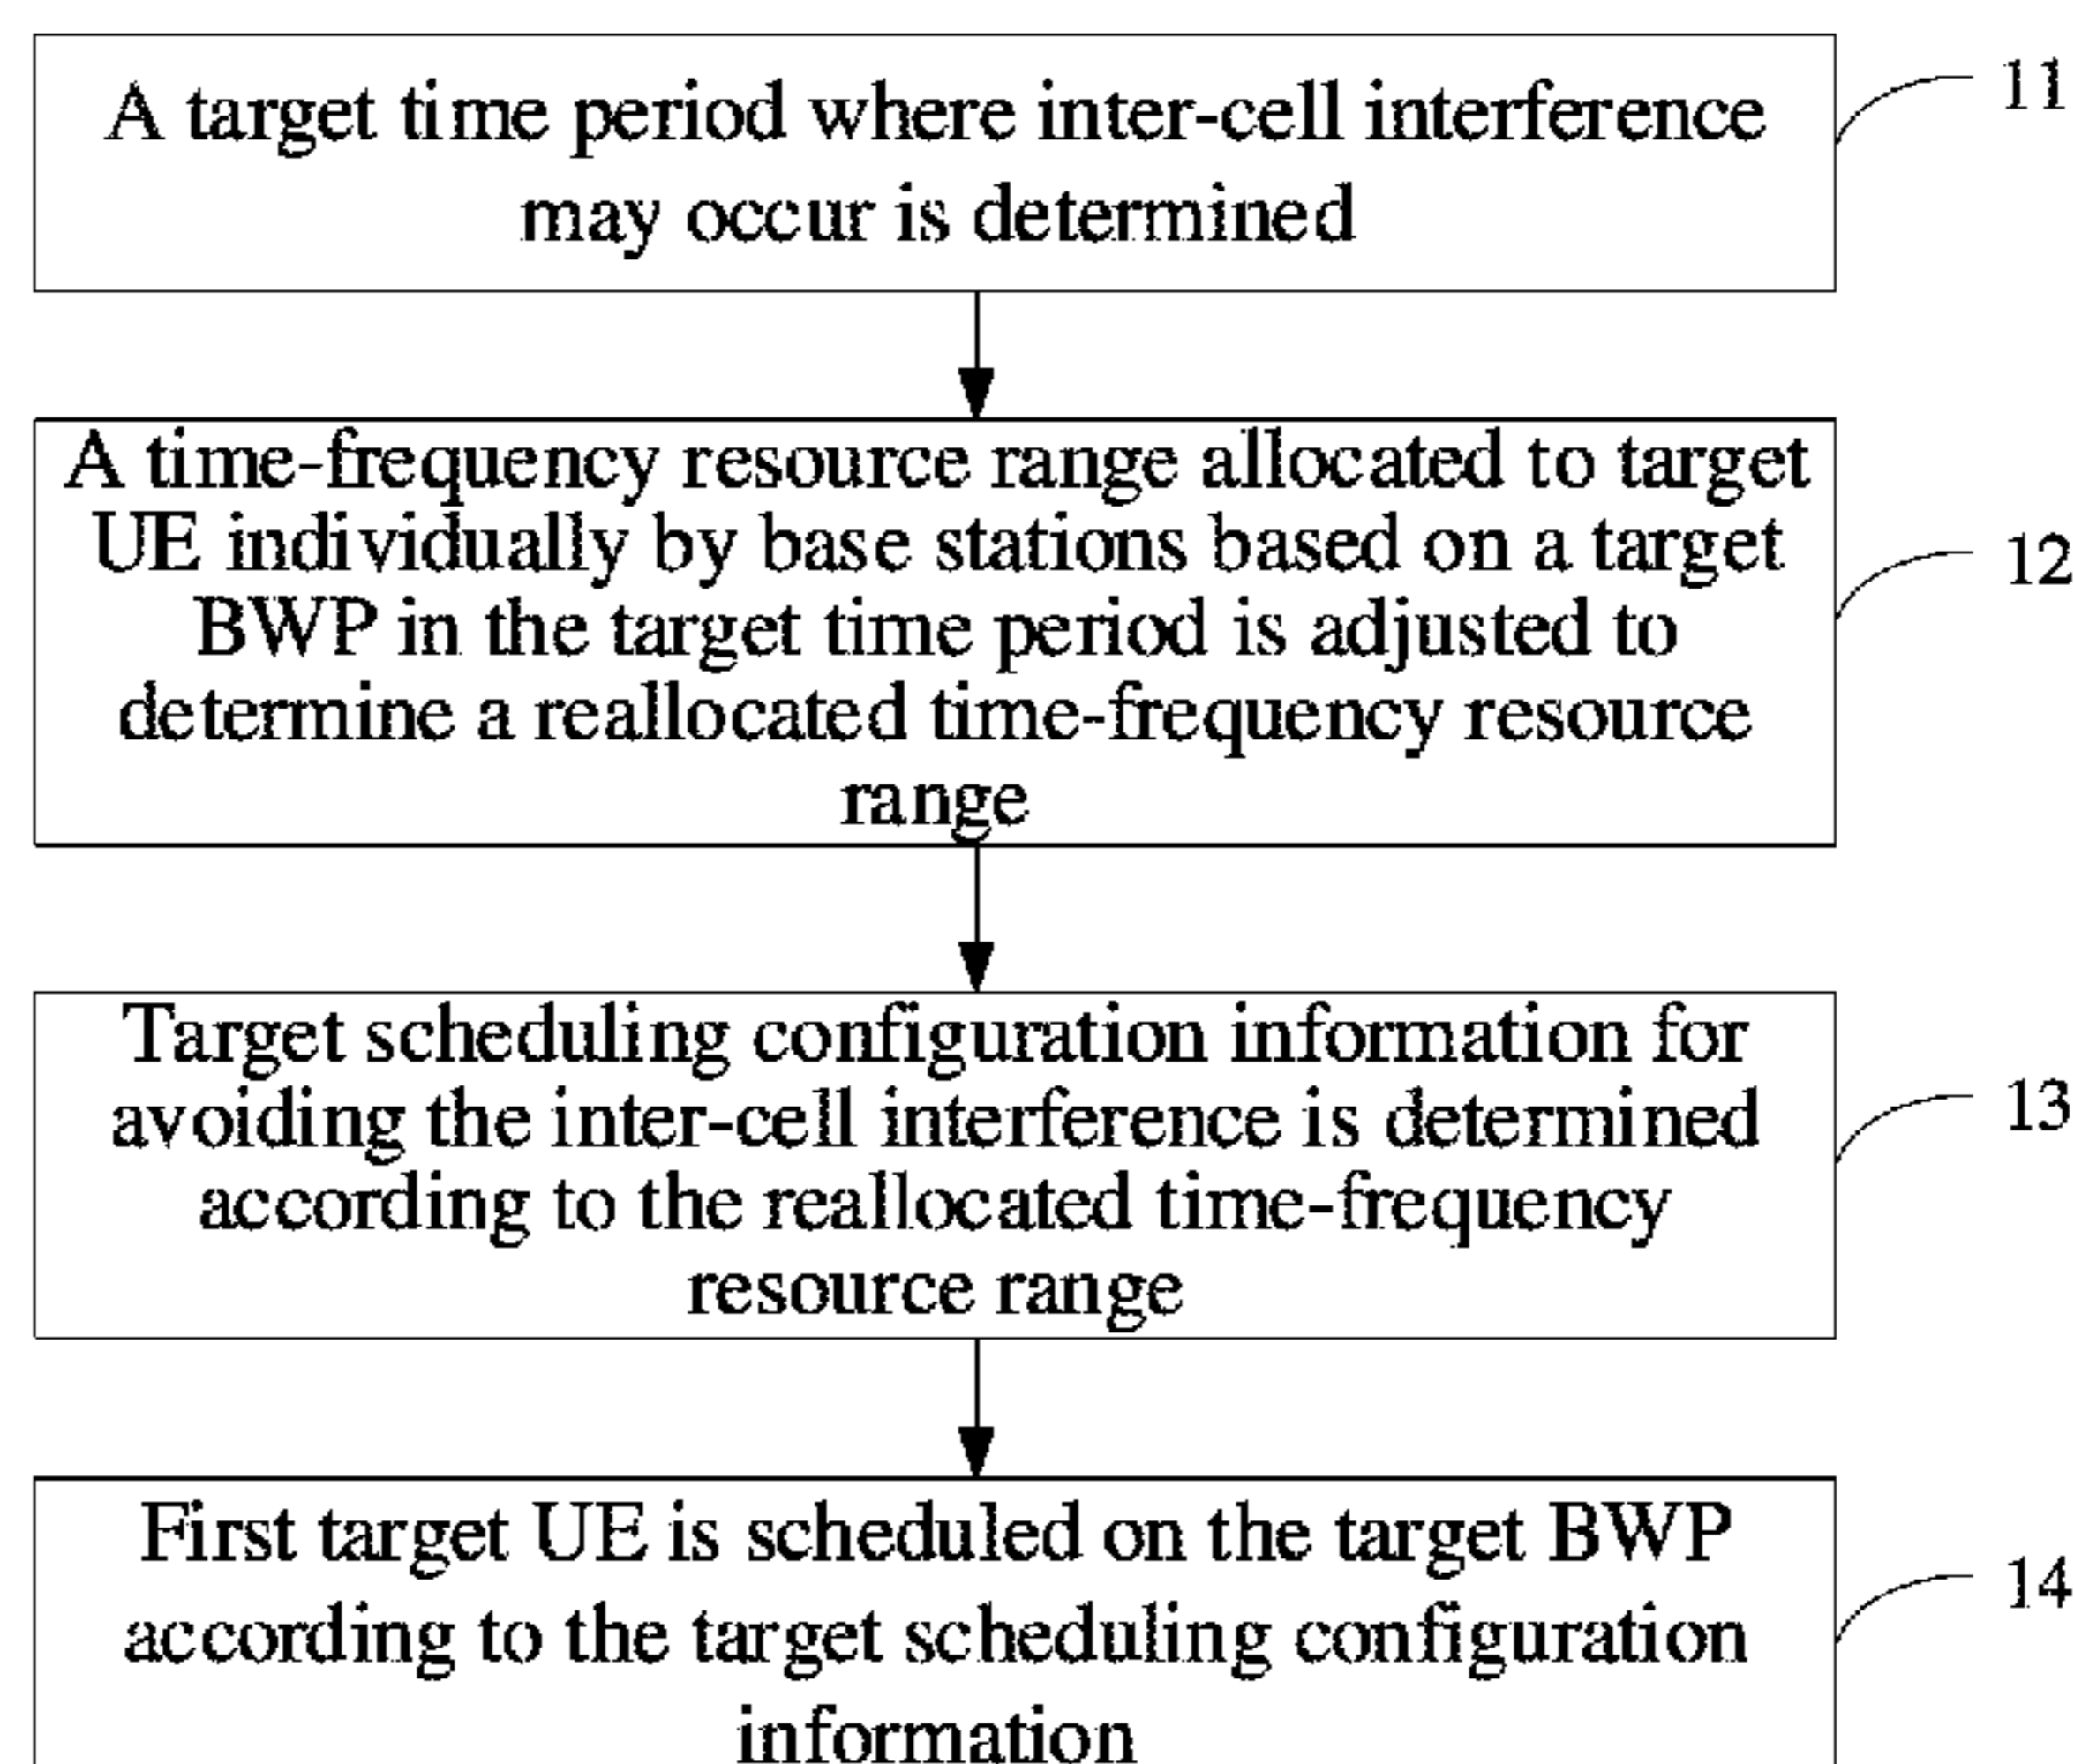 A target time period where inter-cell interference
may occur is determined
11
A time-frequency resource range allocated to target
UE individually by base stations based on a target
BWP in the target time period is adjusted to
determine a reallocated time-frequency resource
range
12
Target scheduling configuration information for
avoiding the inter-cell interference is determined
according to the reallocated time-frequency
resource range
13
First target UE is scheduled on the target BWP
according to the target scheduling configuration
information
14